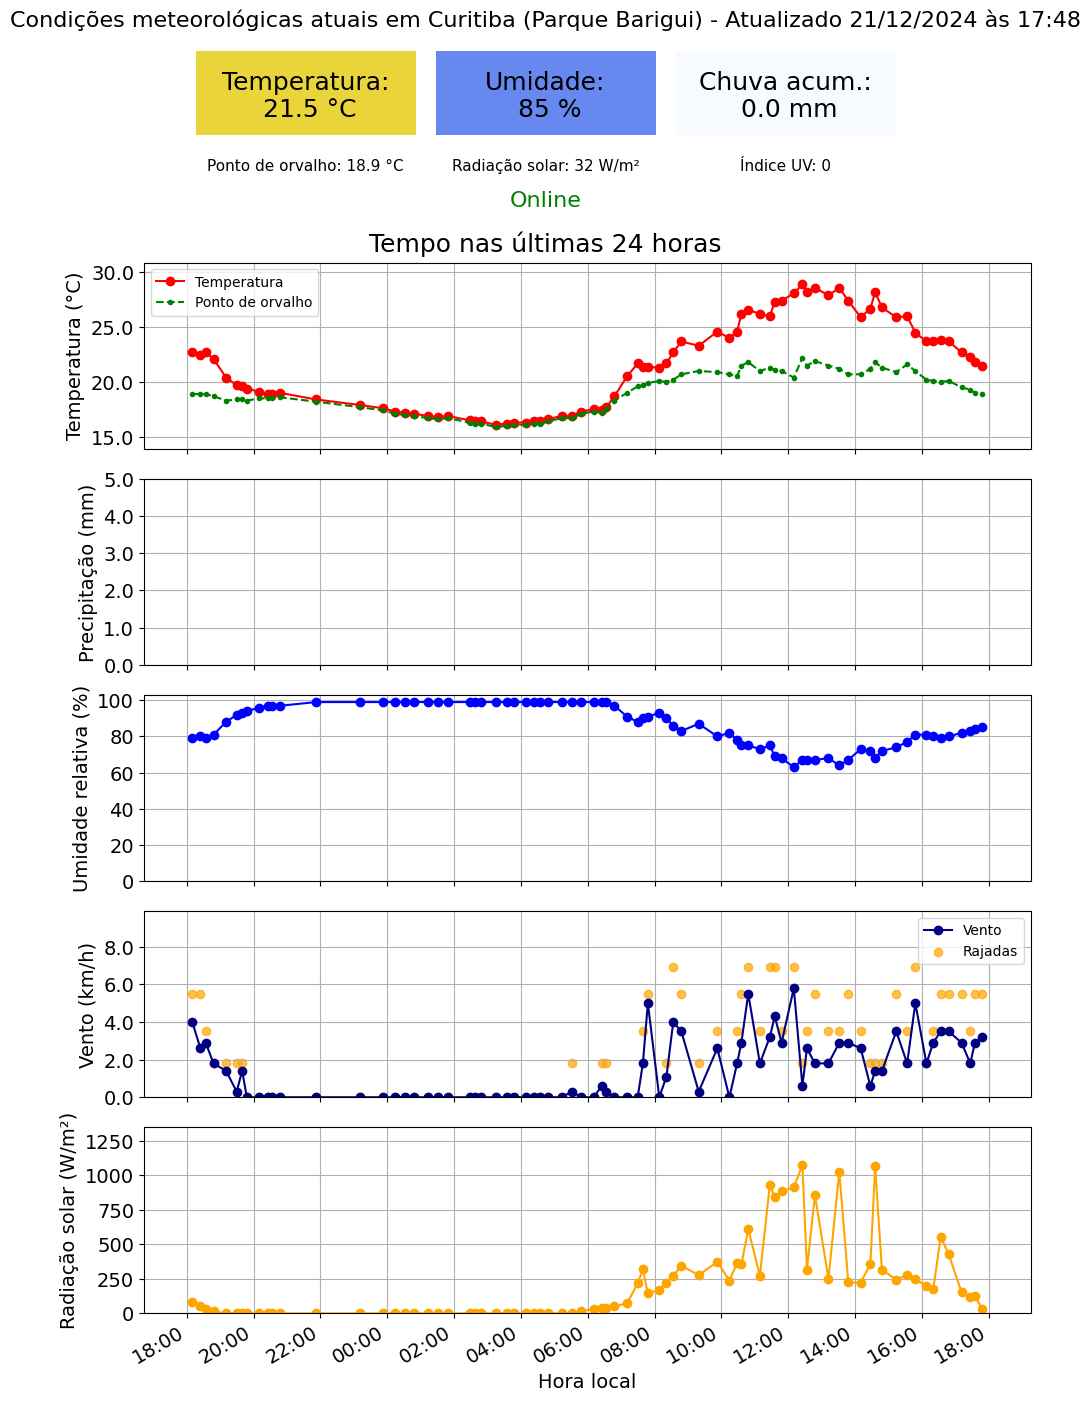 Condições meteorológicas atuais em Curitiba (Parque Barigui) - Atualizado 21/12/2024 às 17:48
Temperatura:
21.5 °C
Umidade:
85 %
Chuva acum.:
0.0 mm
Ponto de orvalho: 18.9 °C
Radiação solar: 32 W/m²
Índice UV: 0
Online
Tempo nas últimas 24 horas
Temperatura (°C)
30.0
25.0
20.0
15.0
Temperatura
Ponto de orvalho
Precipitação (mm)
5.0
4.0
3.0
2.0
1.0
0.0
Umidade relativa (%)
100
80
60
40
20
0
Vento (km/h)
8.0
6.0
4.0
2.0
0.0
Vento
Rajadas
Radiação solar (W/m²)
1250
1000
750
500
250
0
18:00
20:00
22:00
00:00
02:00
04:00
06:00
08:00
10:00
12:00
14:00
16:00
18:00
Hora local